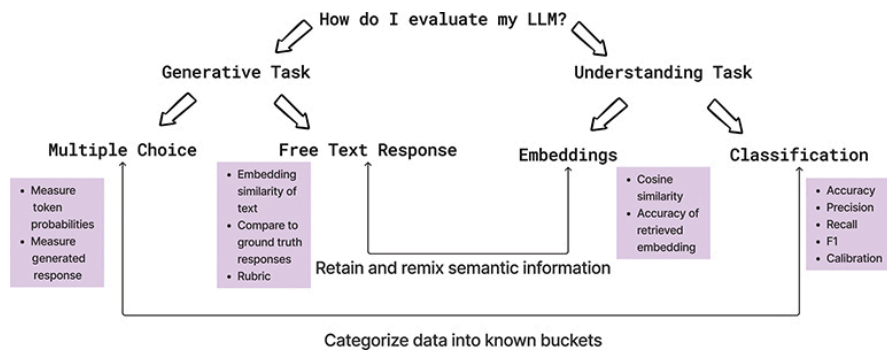 How do I evaluate my LLM?
Generative Task
Understanding Task
Multiple Choice
Free Text Response
Embeddings
Classification
• Measure
token
probabilities
• Measure
generated
response
• Embedding
similarity of
text
• Compare to
ground truth
responses
• Rubric
• Cosine
similarity
• Accuracy of
retrieved
embedding
• Accuracy
• Precision
• Recall
• F1
• Calibration
Retain and remix semantic information
Categorize data into known buckets